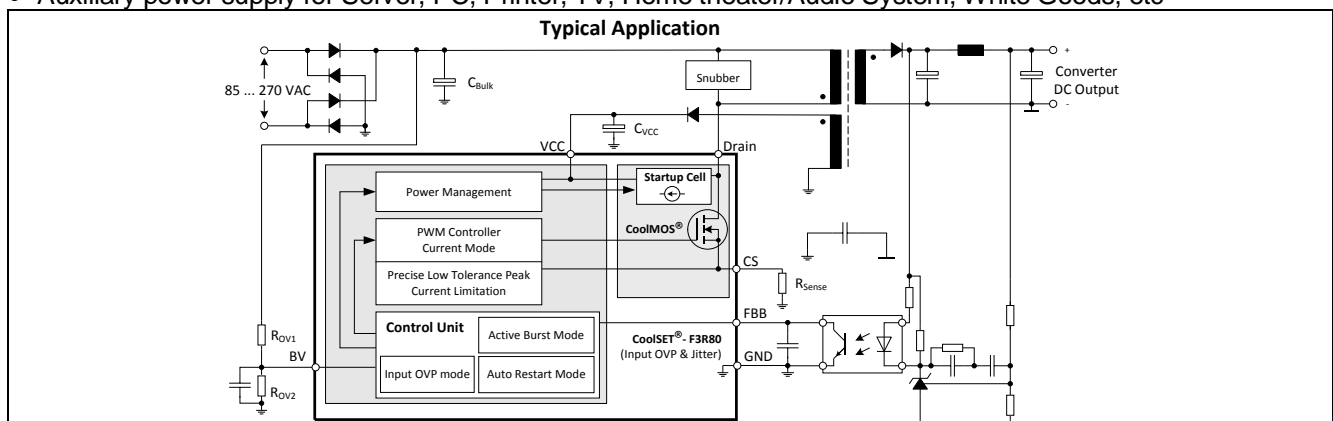 • Auxiliary power supply for Server, PC, Printer, TV, Home theater/Audio System, White Goods, etc
Typical Application
+
Snubber
Converter
DC Output
-
85 ... 270 VAC
CBulk
CVCC
VCC
Drain
Startup Cell
Power Management
CoolMOS®
PWM Controller
Current Mode
CS
Precise Low Tolerance Peak
Current Limitation
RSense
FBB
Control Unit
Active Burst Mode
CoolSET®- F3R80
(Input OVP & Jitter)
ROV1
BV
GND
Input OVP mode
Auto Restart Mode
ROV2